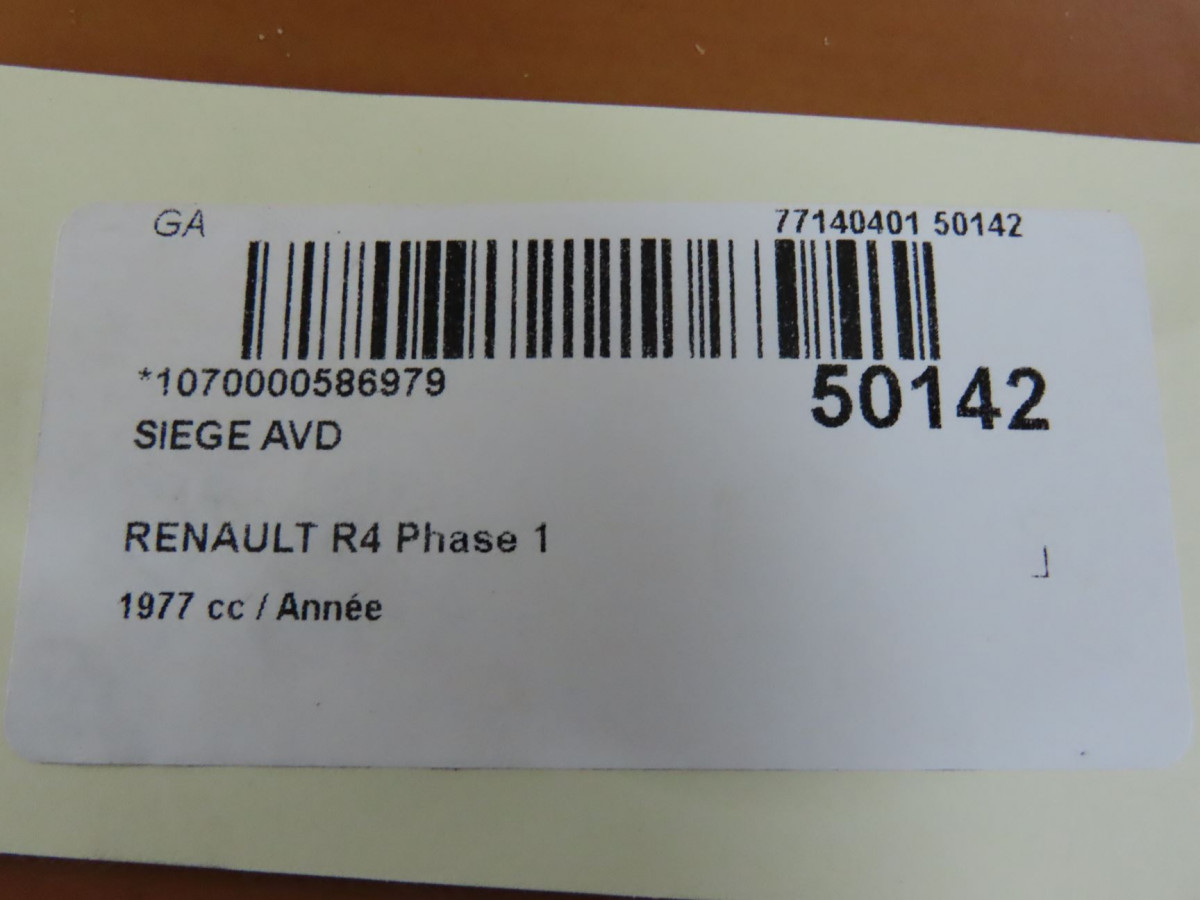 GA 77140401 50142
*1070000586979 50142
SIEGE AVD
RENAULT R4 Phase 1
1977 cc / Année